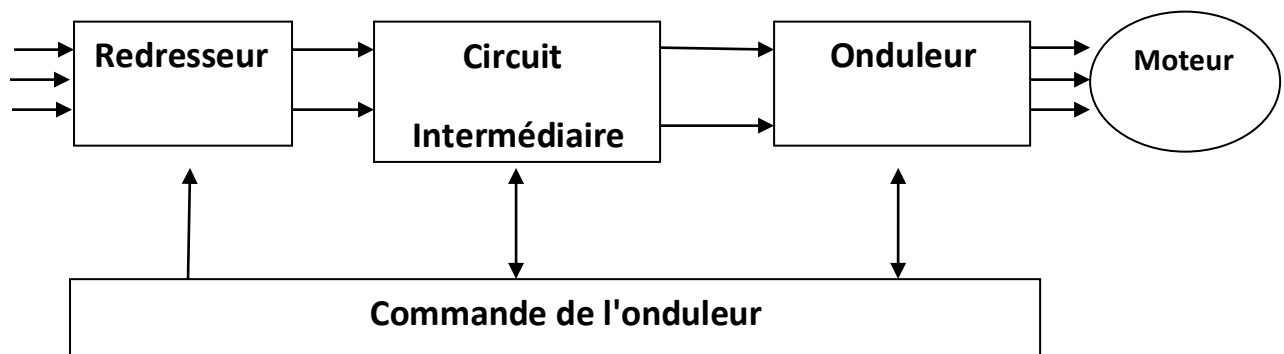 Redresseur
Circuit
Intermédiaire
Onduleur
Moteur
Commande de l'onduleur